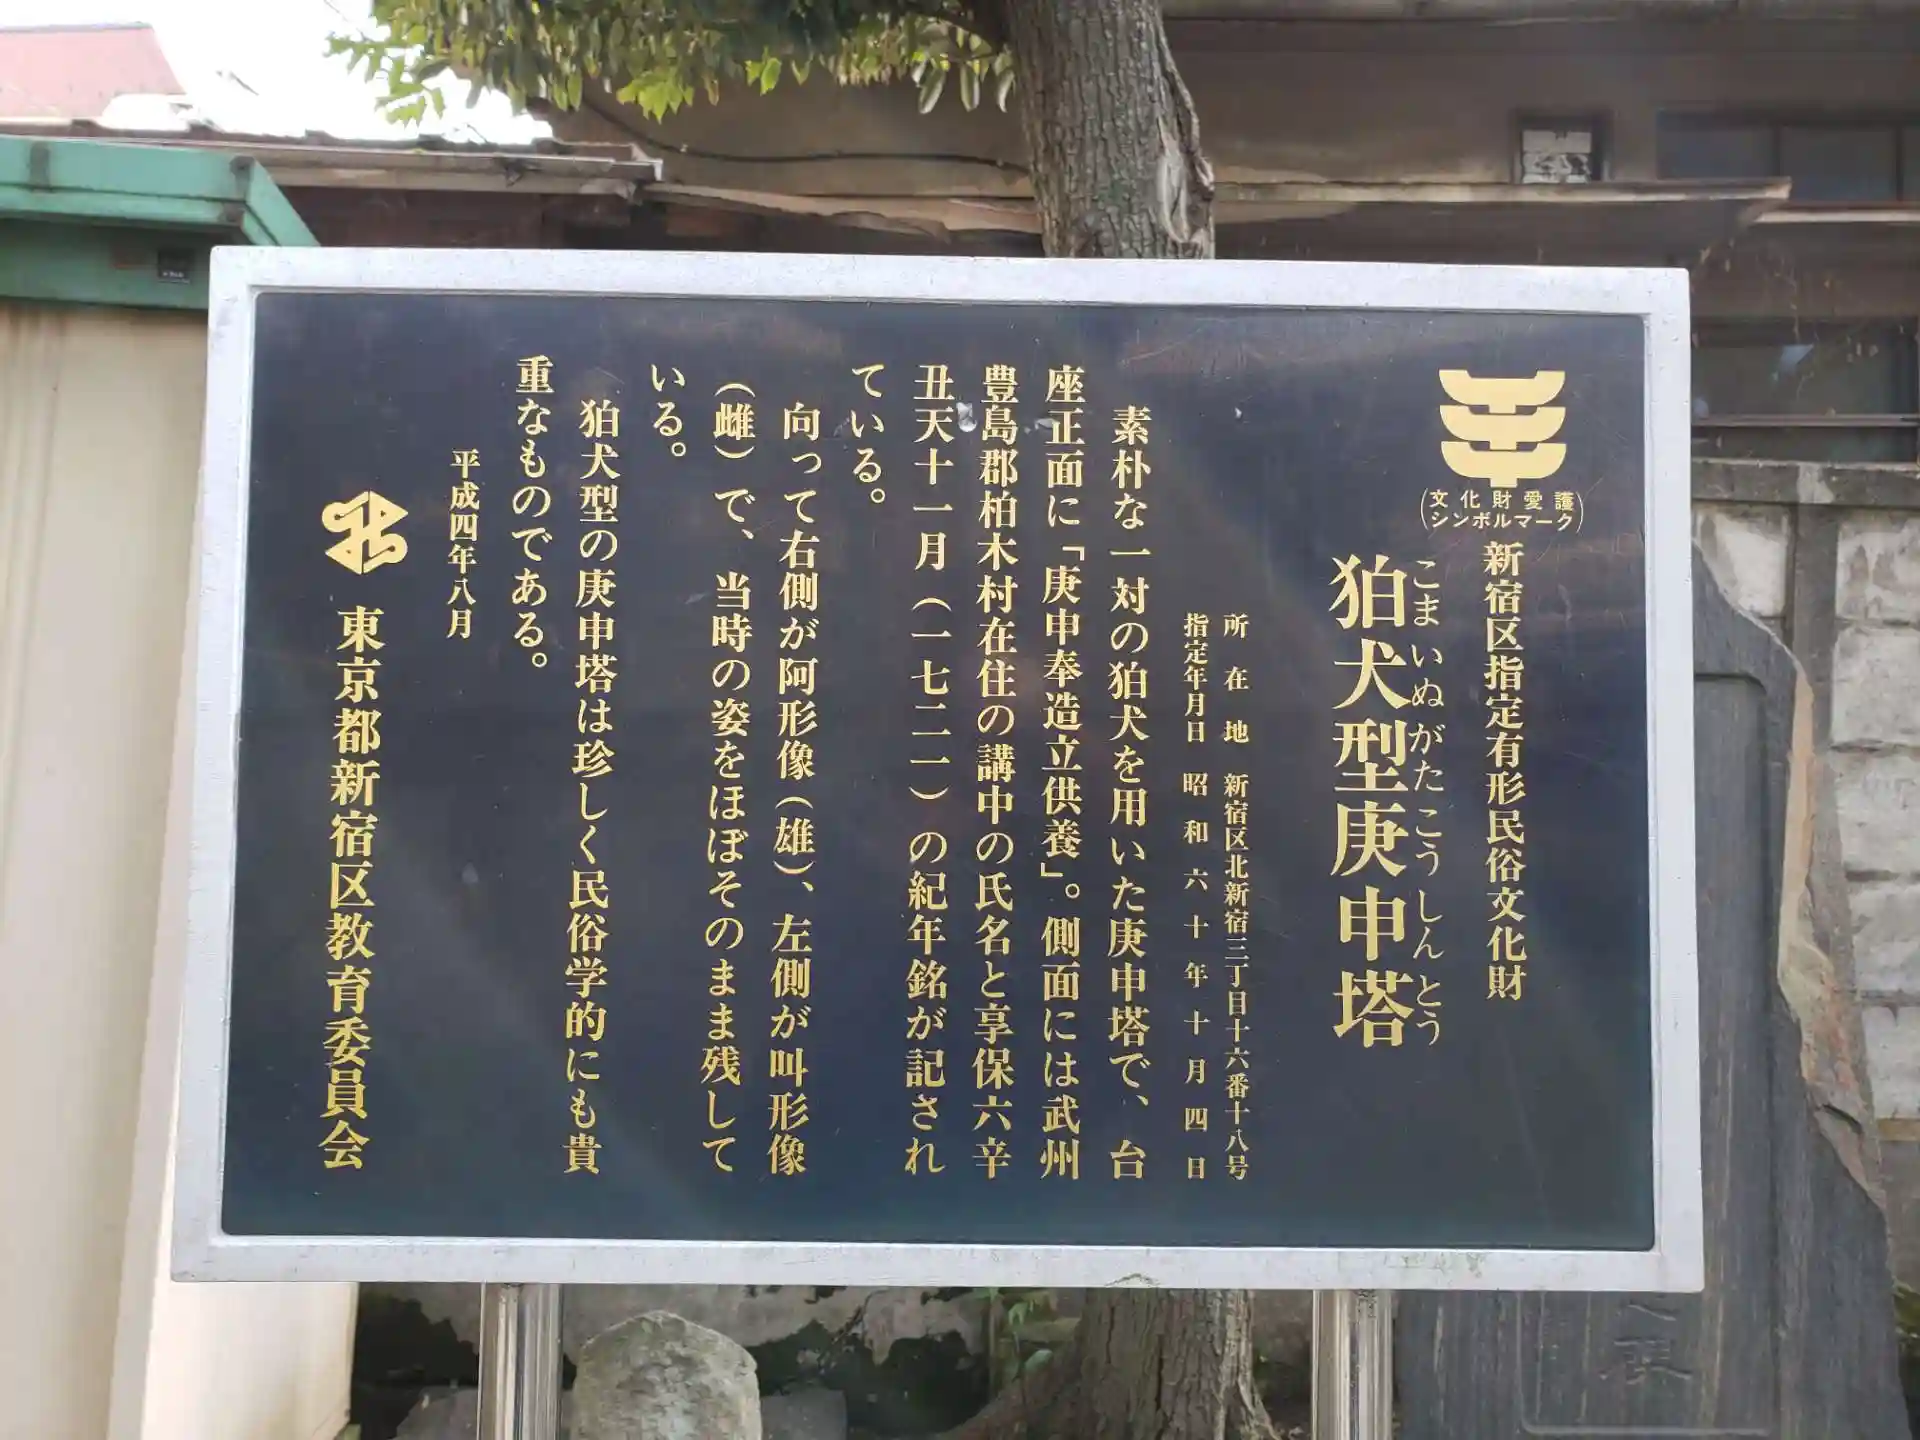 文化財愛護
シンボルマーク
新宿区指定有形民俗文化財
こまいぬがたこうしんとう
狛犬型庚申塔
所在地 新宿区北新宿三丁目十六番十八号
指定年月日 昭和六十年十月四日
素朴な一対の狛犬を用いた庚申塔で、台
座正面に「庚申奉造立供養」。側面には武州
豊島郡柏木村在住の講中の氏名と享保六辛
丑天十一月(一七二一)の紀年銘が記され
ている。
向って右側が阿形像(雄)、左側が叫形像
(雌)で、当時の姿をほぼそのまま残して
いる。
狛犬型の庚申塔は珍しく民俗学的にも貴
重なものである。
平成四年八月
東京都新宿区教育委員会